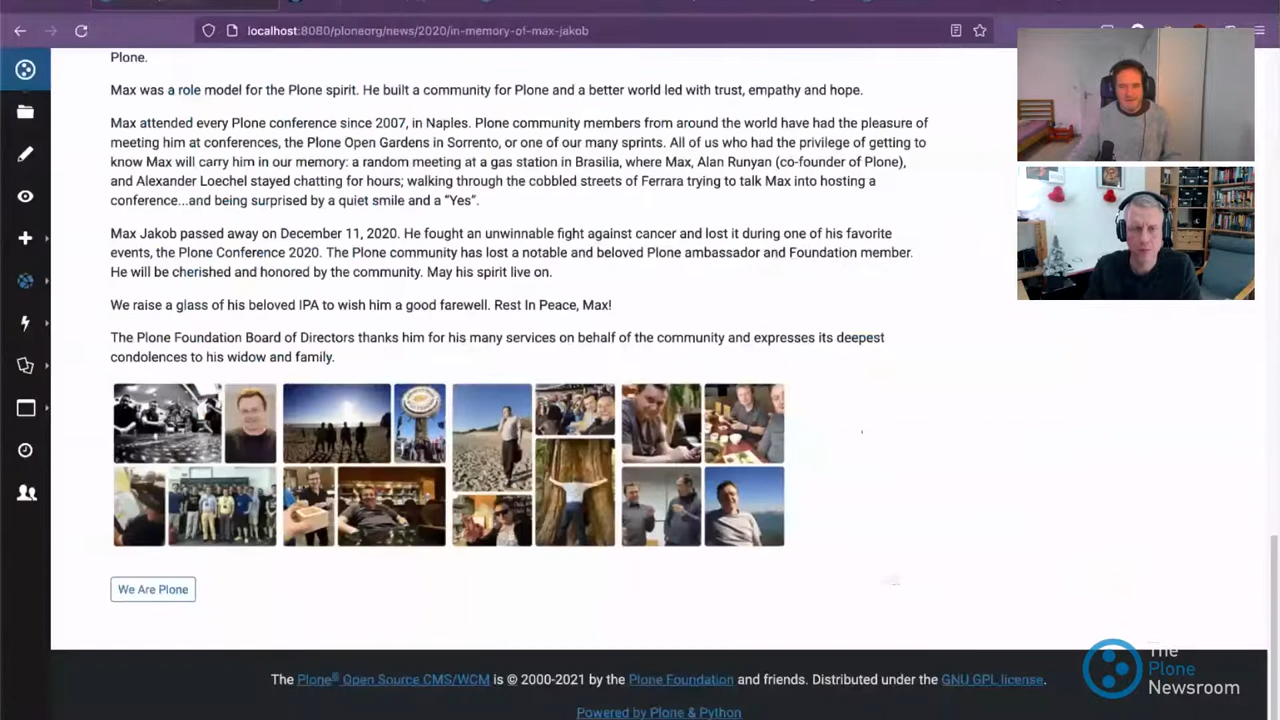 localhost:8080/ploneorg/news/2020/in-memory-of-max-jakob
Plone.
Max was a role model for the Plone spirit. He built a community for Plone and a better world led with trust, empathy and hope.
Max attended every Plone conference since 2007, in Naples. Plone community members from around the world have had the pleasure of
meeting him at conferences, the Plone Open Gardens in Sorrento, or one of our many sprints. All of us who had the privilege of getting to
know Max will carry him in our memory: a random meeting at a gas station in Brasilia, where Max, Alan Runyan (co-founder of Plone),
and Alexander Loechel stayed chatting for hours; walking through the cobbled streets of Ferrara trying to talk Max into hosting a
conference...and being surprised by a quiet smile and a “Yes”.
Max Jakob passed away on December 11, 2020. He fought an unwinnable fight against cancer and lost it during one of his favorite
events, the Plone Conference 2020. The Plone community has lost a notable and beloved Plone ambassador and Foundation member.
He will be cherished and honored by the community. May his spirit live on.
We raise a glass of his beloved IPA to wish him a good farewell. Rest In Peace, Max!
The Plone Foundation Board of Directors thanks him for his many services on behalf of the community and expresses its deepest
condolences to his widow and family.
We Are Plone
The Plone® Open Source CMS/WCM is © 2000-2021 by the Plone Foundation and friends. Distributed under the GNU GPL license.
Powered by Plone & Python
The
Plone
Newsroom